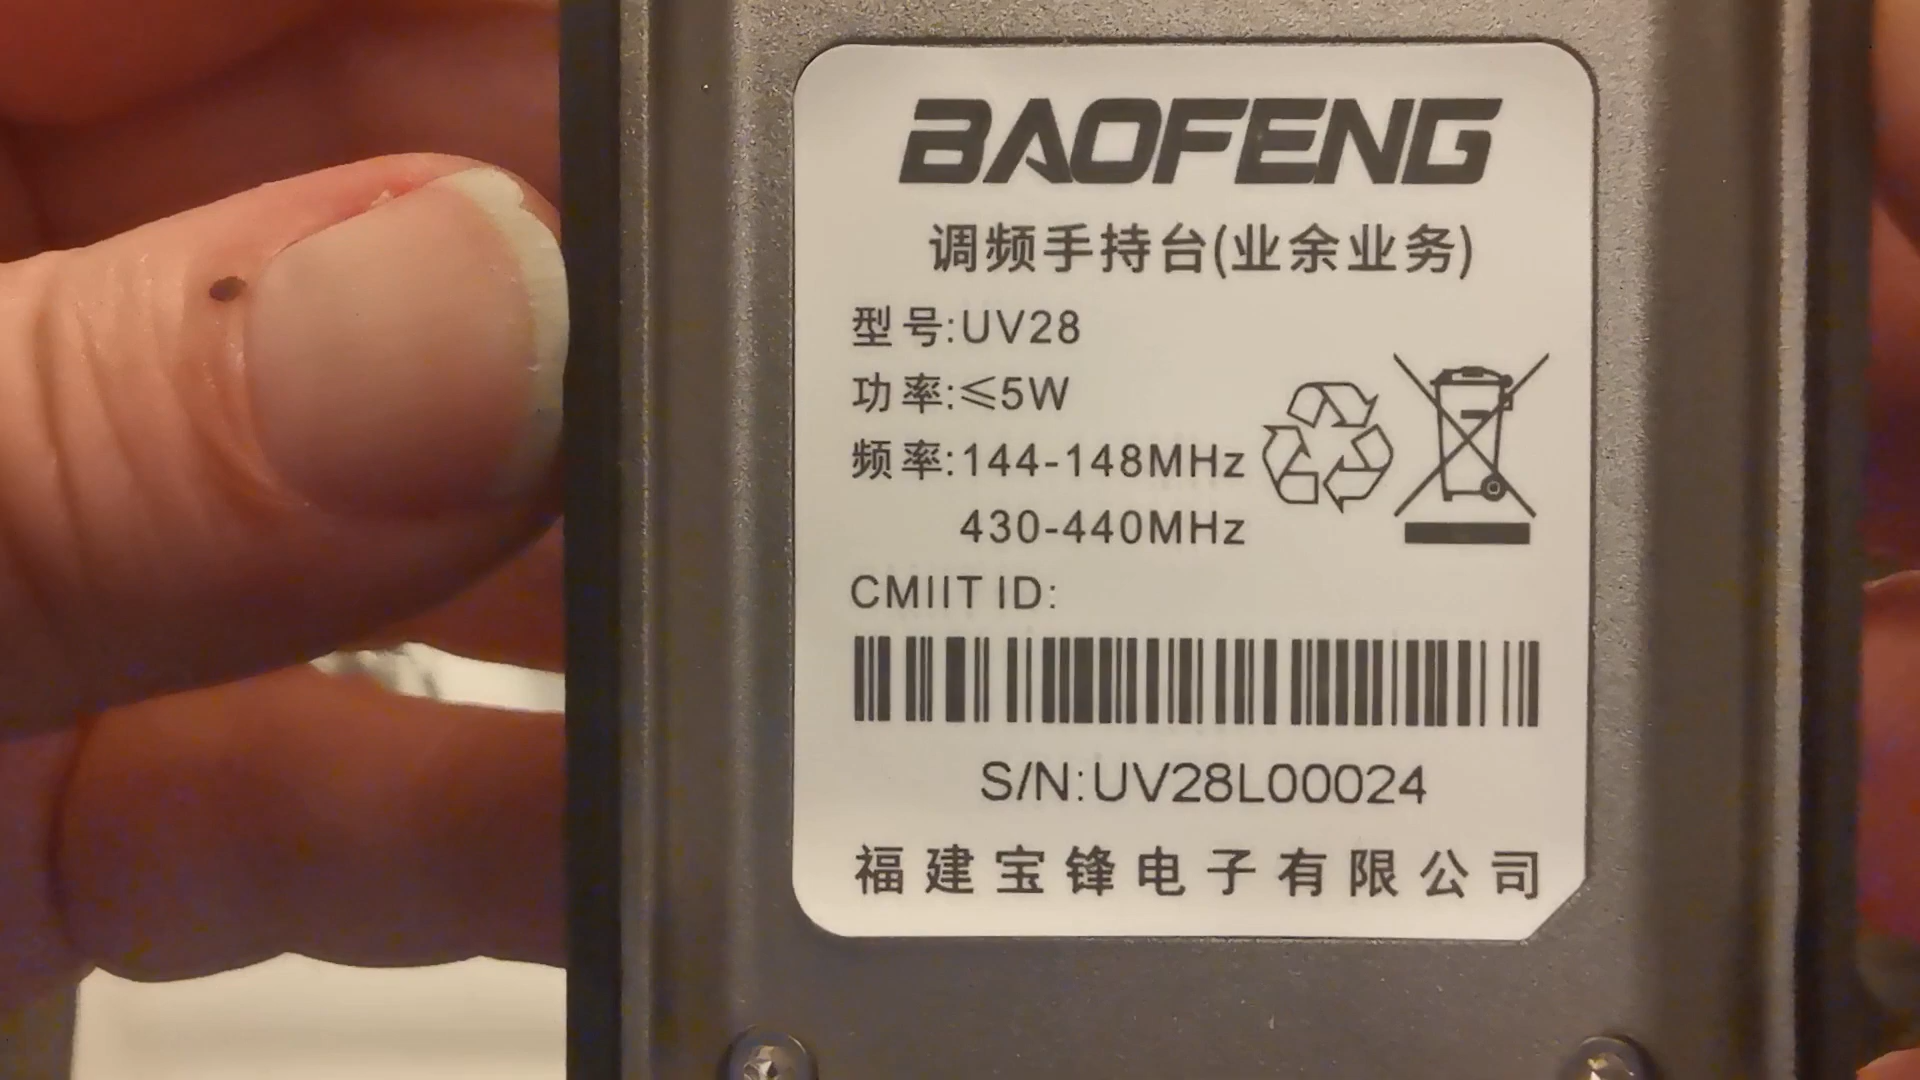 BAOFENG
调频手持台(业余业务)
型号:UV28
功率:≤5W
频率:144-148MHz
430-440MHz
CMIIT ID:
S/N:UV28L00024
福建宝锋电子有限公司